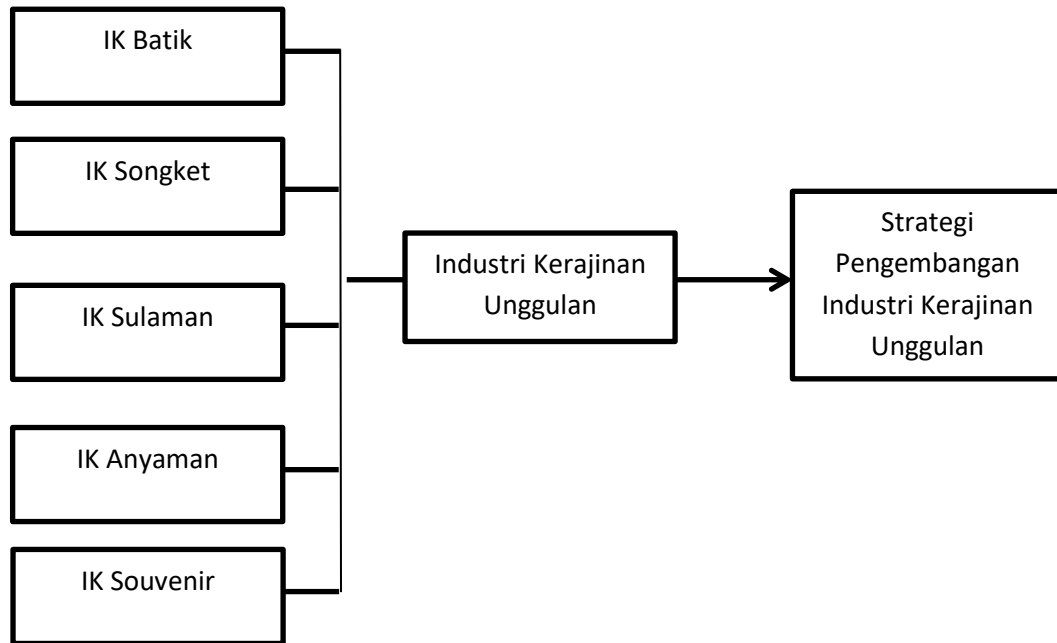 IK Batik
IK Songket
IK Sulaman
IK Anyaman
IK Souvenir
Industri Kerajinan
Unggulan
Strategi
Pengembangan
Industri Kerajinan
Unggulan